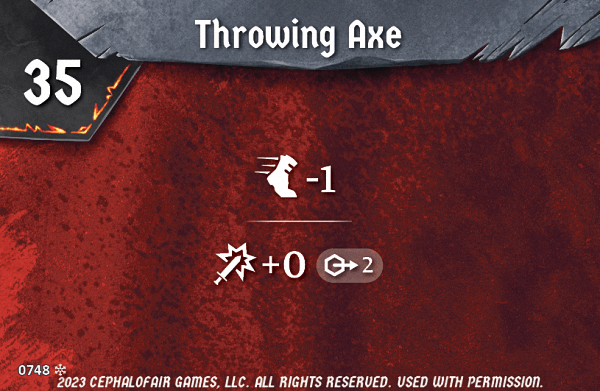 Throwing Axe
35
-1
+0 2
0748
2023 CEPHALOFAIR GAMES, LLC. ALL RIGHTS RESERVED. USED WITH PERMISSION.